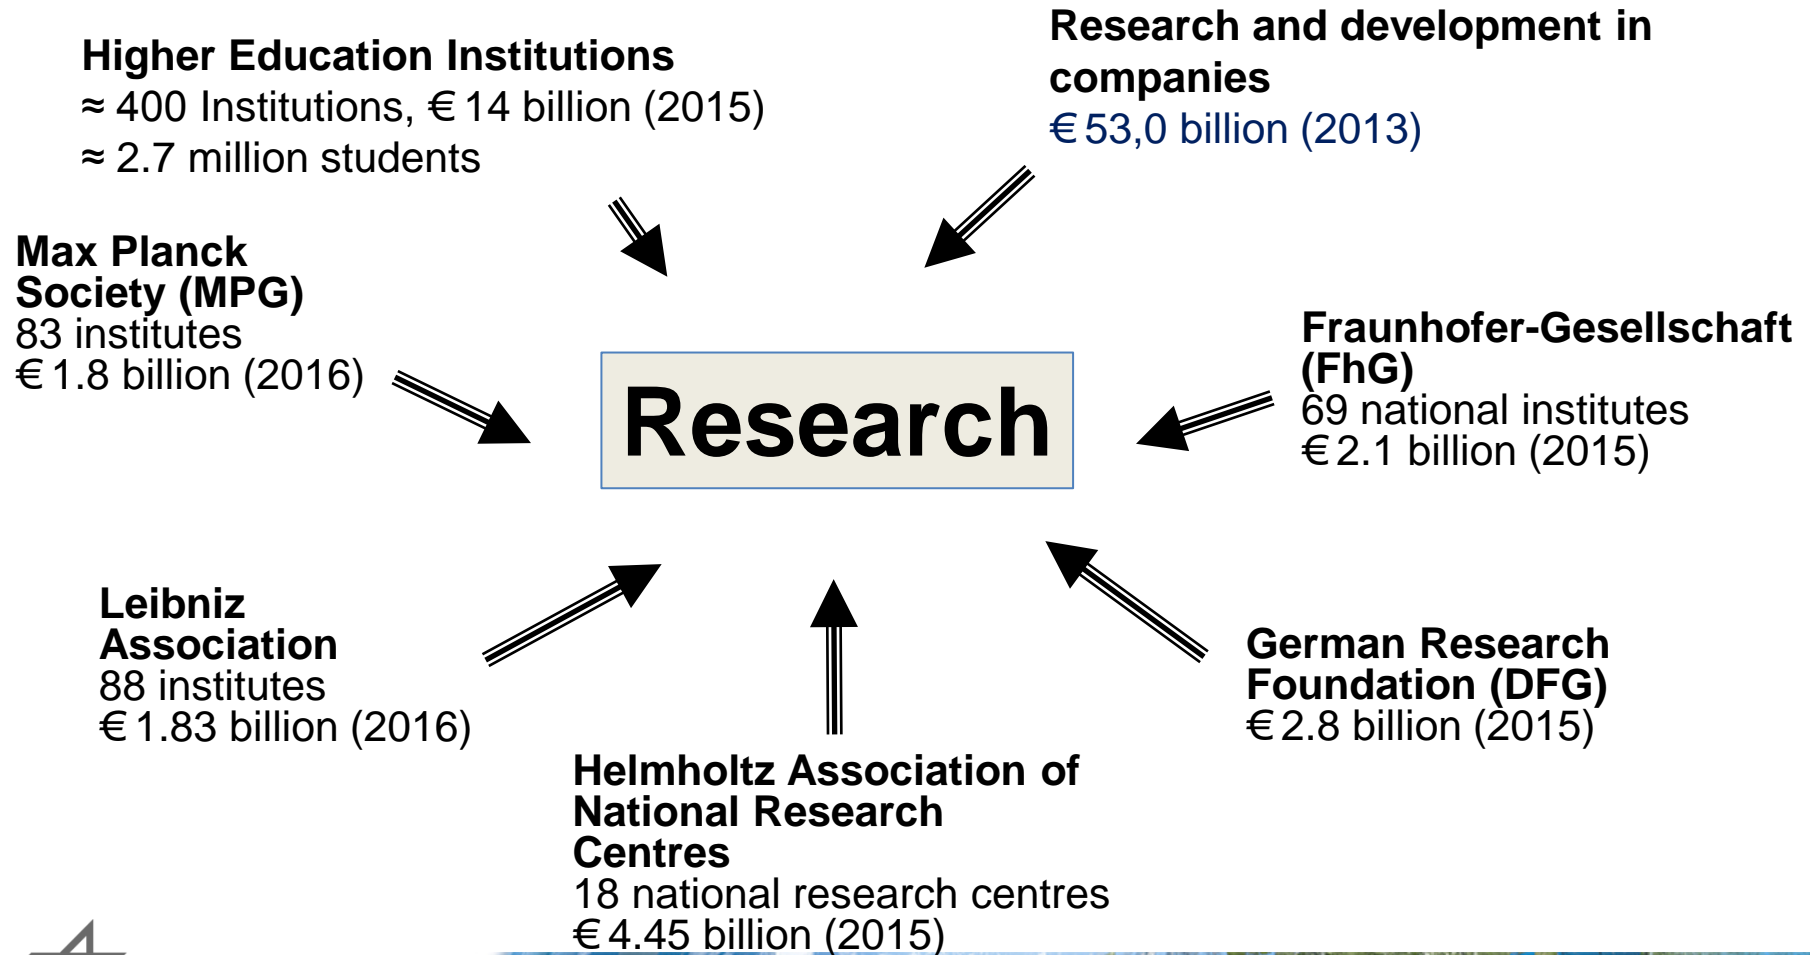 Higher Education Institutions
≈ 400 Institutions, € 14 billion (2015)
≈ 2.7 million students
Research and development in
companies
€ 53,0 billion (2013)
Max Planck
Society (MPG)
83 institutes
€ 1.8 billion (2016)
Research
Fraunhofer-Gesellschaft
(FhG)
69 national institutes
€ 2.1 billion (2015)
Leibniz
Association
88 institutes
€ 1.83 billion (2016)
German Research
Foundation (DFG)
€ 2.8 billion (2015)
Helmholtz Association of
National Research
Centres
18 national research centres
€ 4.45 billion (2015)